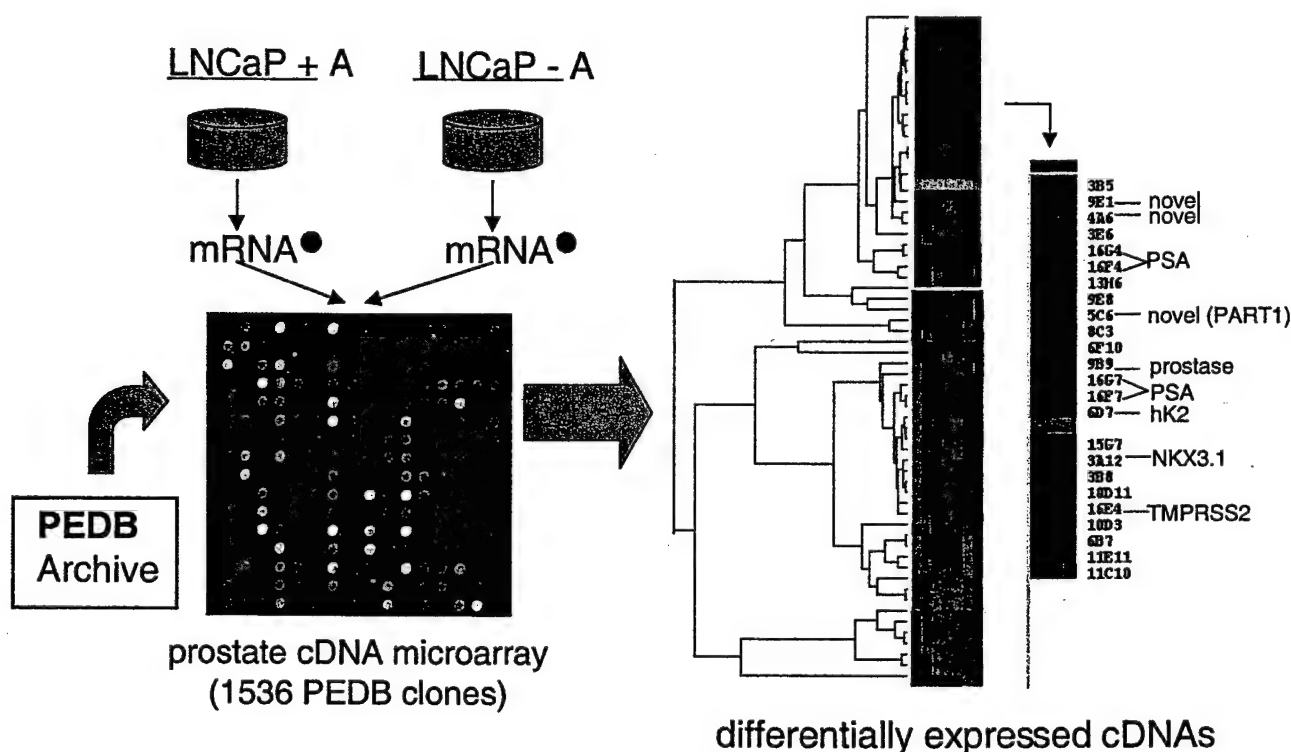 LNCaP + A
LNCaP - A
mRNA
mRNA
PEDB
Archive
prostate cDNA microarray
(1536 PEDB clones)
3B5
9E1 novel
4A6 novel
3E6
16G4
16F4
PSA
13H6
9E8
5C6 novel (PART1)
8C3
6F10
9B9 prostase
16G7
16F7
PSA
6D7 hK2
15G7
3A12 NKX3.1
3B8
10D11
16E4 TMPRSS2
10D3
6B7
11E11
11C10
differentially expressed cDNAs